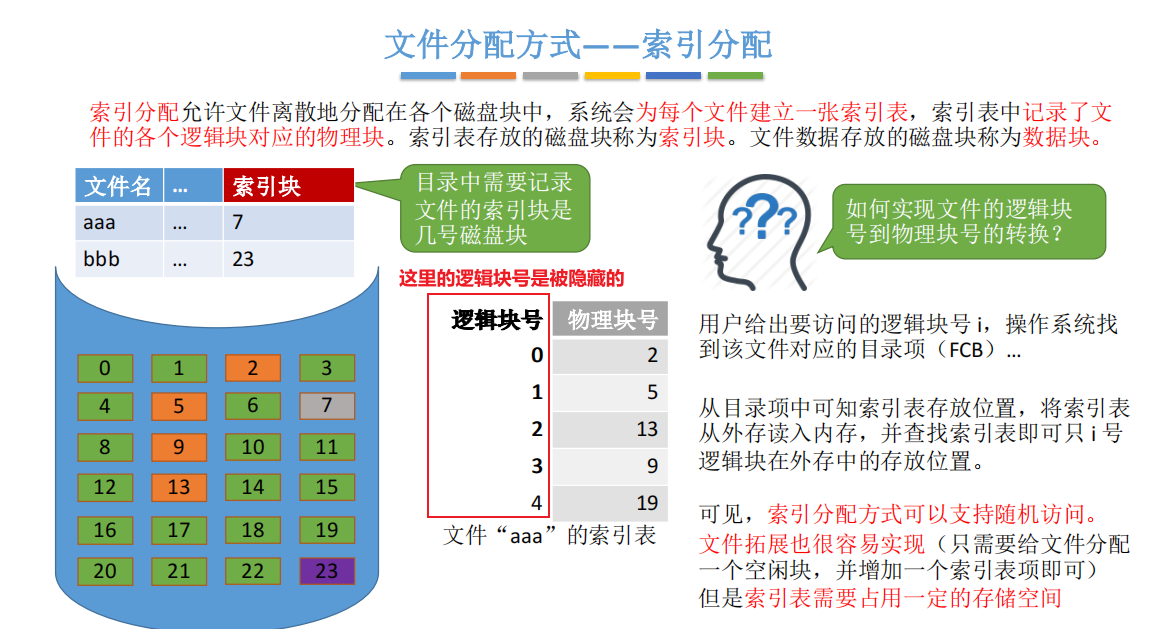 文件分配方式——索引分配
索引分配允许文件离散地分配在各个磁盘块中，系统会为每个文件建立一张索引表，索引表中记录了文
件的各个逻辑块对应的物理块。索引表存放的磁盘块称为索引块。文件数据存放的磁盘块称为数据块。
文件名 … 索引块
aaa … 7
bbb … 23
目录中需要记录
文件的索引块是
几号磁盘块
如何实现文件的逻辑块
号到物理块号的转换？
???
这里的逻辑块号是被隐藏的
逻辑块号 物理块号
0 2
1 5
2 13
3 9
4 19
文件“aaa”的索引表
0 1 2 3
4 5 6 7
8 9 10 11
12 13 14 15
16 17 18 19
20 21 22 23
用户给出要访问的逻辑块号 i，操作系统找
到该文件对应的目录项（FCB）…
从目录项中可知索引表存放位置，将索引表
从外存读入内存，并查找索引表即可只 i 号
逻辑块在外存中的存放位置。
可见，索引分配方式可以支持随机访问。
文件拓展也很容易实现（只需要给文件分配
一个空闲块，并增加一个索引表项即可）
但是索引表需要占用一定的存储空间